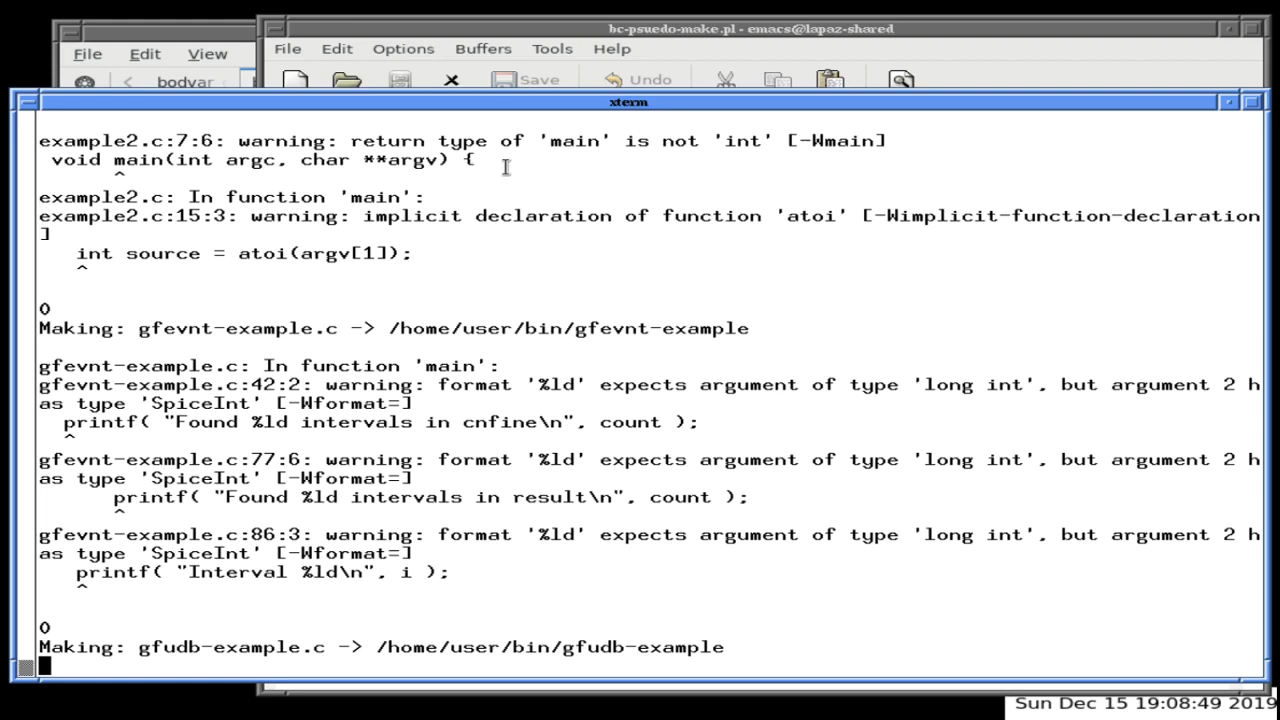 bc-psuedo-make.pl - emacs@lapaz-shared
File Edit View
File Edit Options Buffers Tools Help
bodyar
Save Undo
xterm
example2.c:7:6: warning: return type of 'main' is not 'int' [-Wmain]
void main(int argc, char **argv) {
^
example2.c: In function 'main':
example2.c:15:3: warning: implicit declaration of function 'atoi' [-Wimplicit-function-declaration
]
int source = atoi(argv[1]);
^
0
Making: gfevnt-example.c -> /home/user/bin/gfevnt-example
gfevnt-example.c: In function 'main':
gfevnt-example.c:42:2: warning: format '%ld' expects argument of type 'long int', but argument 2 h
as type 'SpiceInt' [-Wformat=]
printf( "Found %ld intervals in cnfine\n", count );
^
gfevnt-example.c:77:6: warning: format '%ld' expects argument of type 'long int', but argument 2 h
as type 'SpiceInt' [-Wformat=]
printf( "Found %ld intervals in result\n", count );
^
gfevnt-example.c:86:3: warning: format '%ld' expects argument of type 'long int', but argument 2 h
as type 'SpiceInt' [-Wformat=]
printf( "Interval %ld\n", i );
^
0
Making: gfudb-example.c -> /home/user/bin/gfudb-example
Sun Dec 15 19:08:49 2019